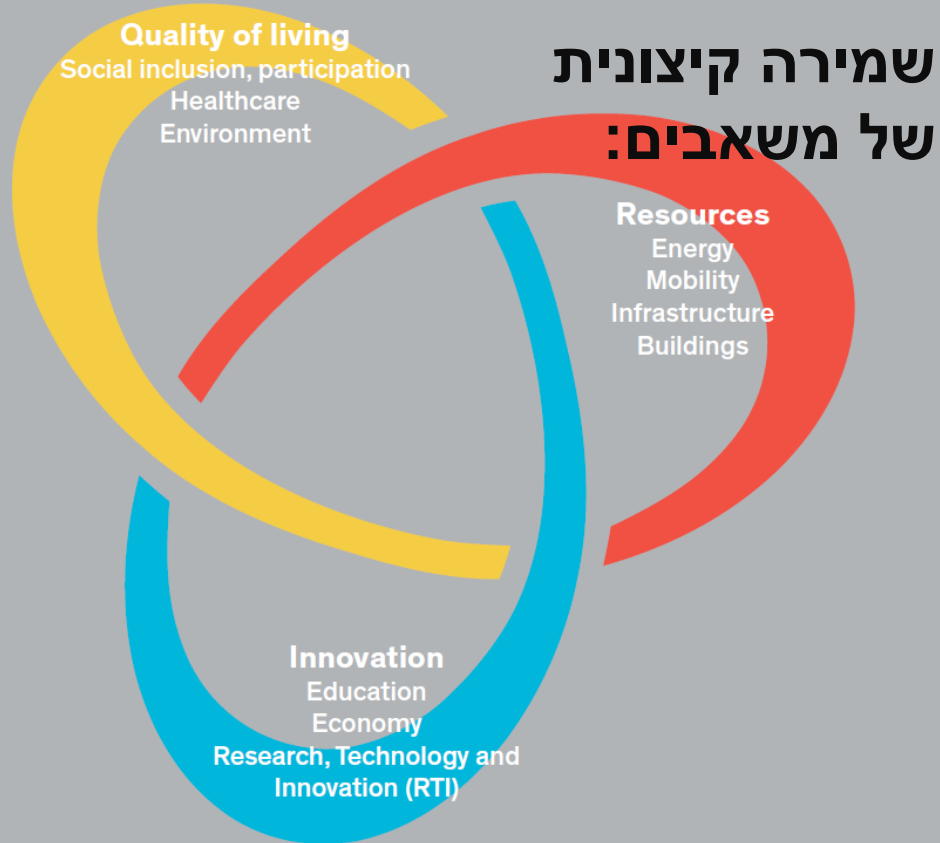 שמירה קיצונית
של משאבים:
Quality of living
Social inclusion, participation
Healthcare
Environment
Resources
Energy
Mobility
Infrastructure
Buildings
Innovation
Education
Economy
Research, Technology and
Innovation (RTI)